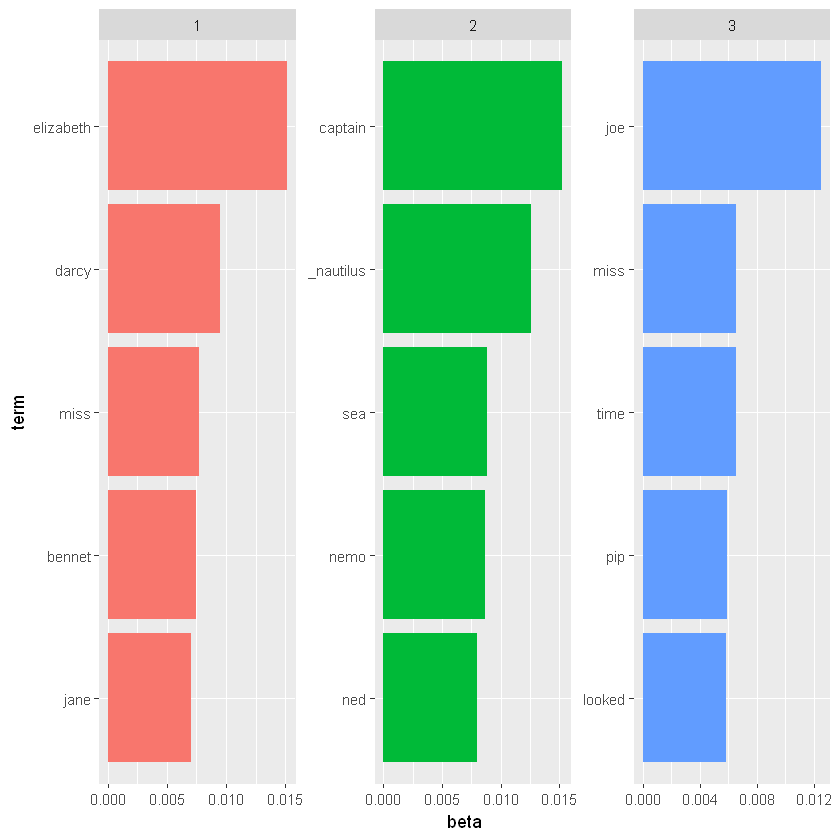 1
2
3
term
elizabeth
darcy
miss
bennet
jane
captain
_nautilus
sea
nemo
ned
joe
miss
time
pip
looked
0.000 0.005 0.010 0.015
0.000 0.005 0.010 0.015
0.000 0.004 0.008 0.012
beta